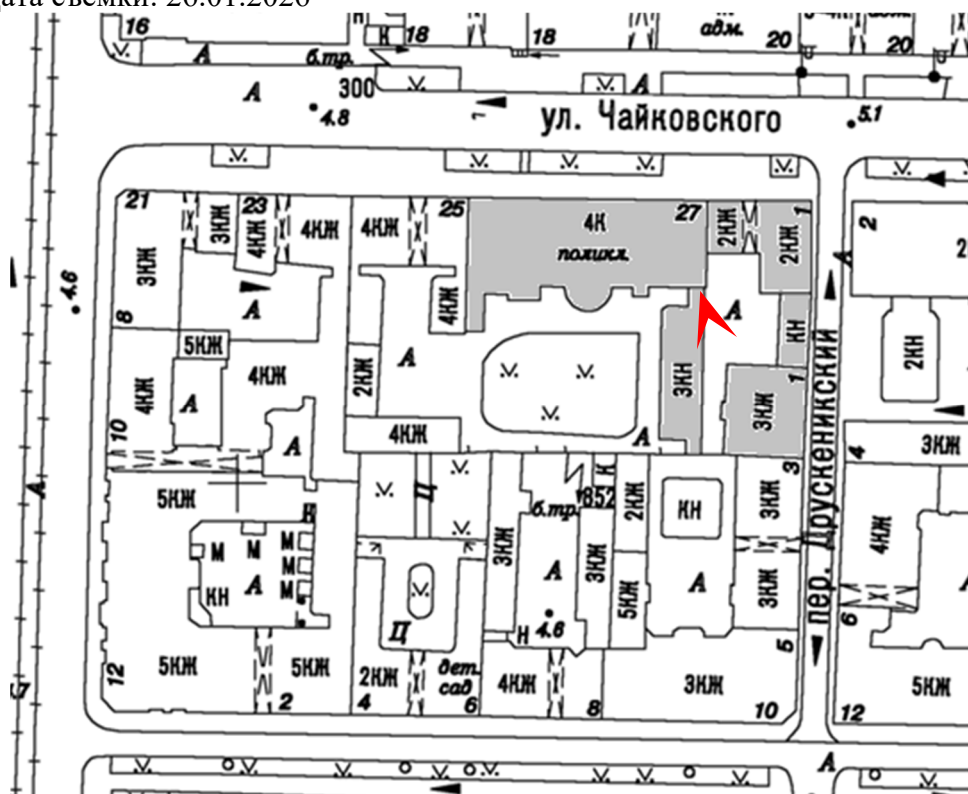 дата съемки: 26.01.2026
16
18
18
адм.
20
20
А
К
б.тр.
А
300
А
4.8
ул. Чайковского
5.1
21
23
25
27
1
2
3КЖ
4КЖ
4КЖ
4КЖ
4К
поликл.
2КЖ
2КЖ
3КЖ
А
4.6
А
4КЖ
А
КН
8
5КЖ
2КЖ
А
2КН
4КЖ
4КЖ
3КН
1
3КЖ
А
10
4КЖ
А
А
4
3КЖ
3
А
5КЖ
Ц
К
852
б.тр.
2КЖ
КН
3КЖ
4КЖ
Н
М
М
М
М
М
А
КН
3КЖ
А
3КЖ
5КЖ
А
3КЖ
пер. Друскеникский
6
Ц
Н
4.6
5
12
5КЖ
5КЖ
2КЖ
дет.
сад
4КЖ
3КЖ
5КЖ
2
4
6
8
10
12
А